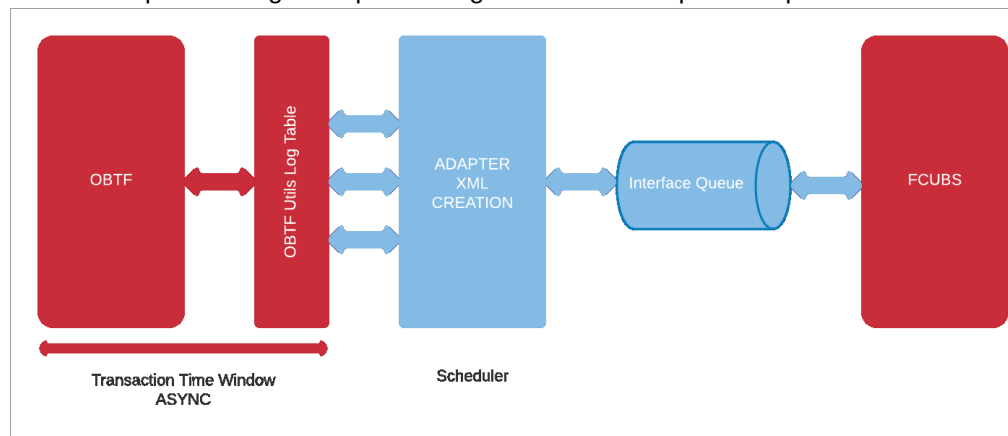 OBTF
OBTF Utils Log Table
ADAPTER
XML
CREATION
Interface Queue
FCUBS
Transaction Time Window
ASYNC
Scheduler